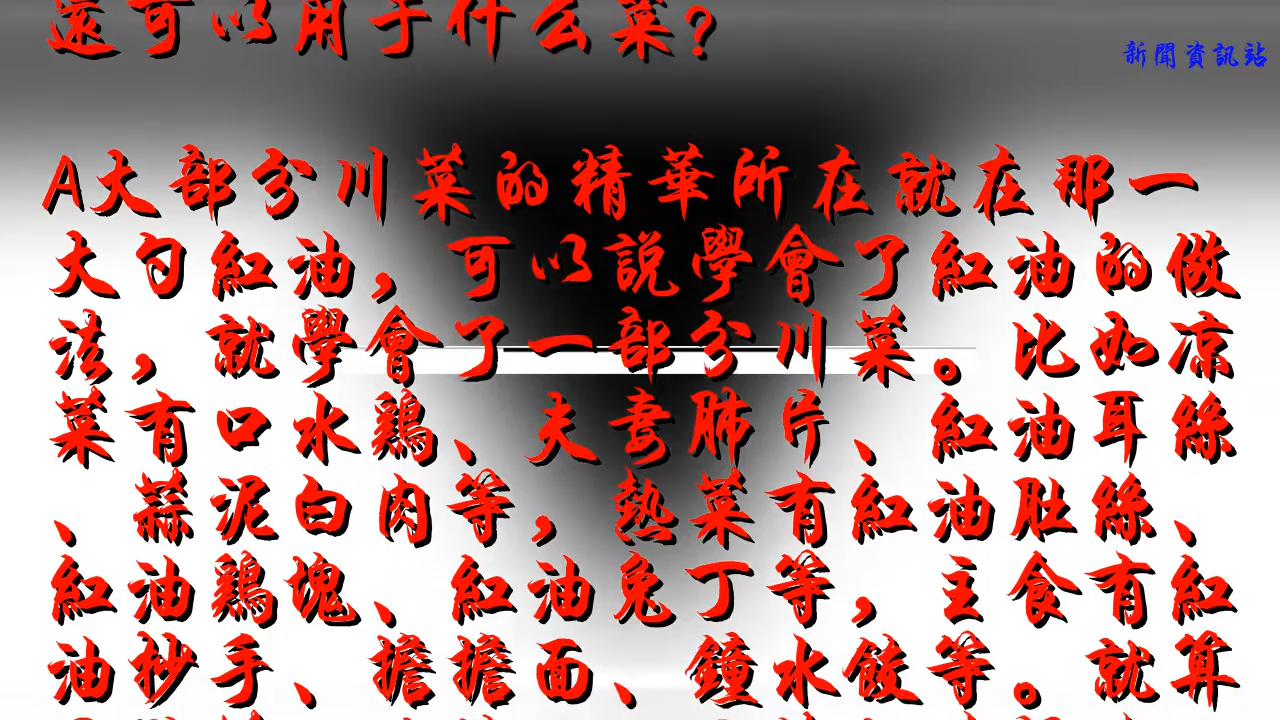 還可以用于什么菜?
新聞資訊站
A大部分川菜的精華所在就在那一
大勺紅油，可以説學會了紅油的做
法，就學會了一部分川菜。比如凉
菜有口水鷄、夫妻肺片、紅油耳絲
、蒜泥白肉等，熱菜有紅油肚絲、
紅油鷄塊、紅油兔丁等，主食有紅
油抄手、擔擔面、鐘水餃等。就算